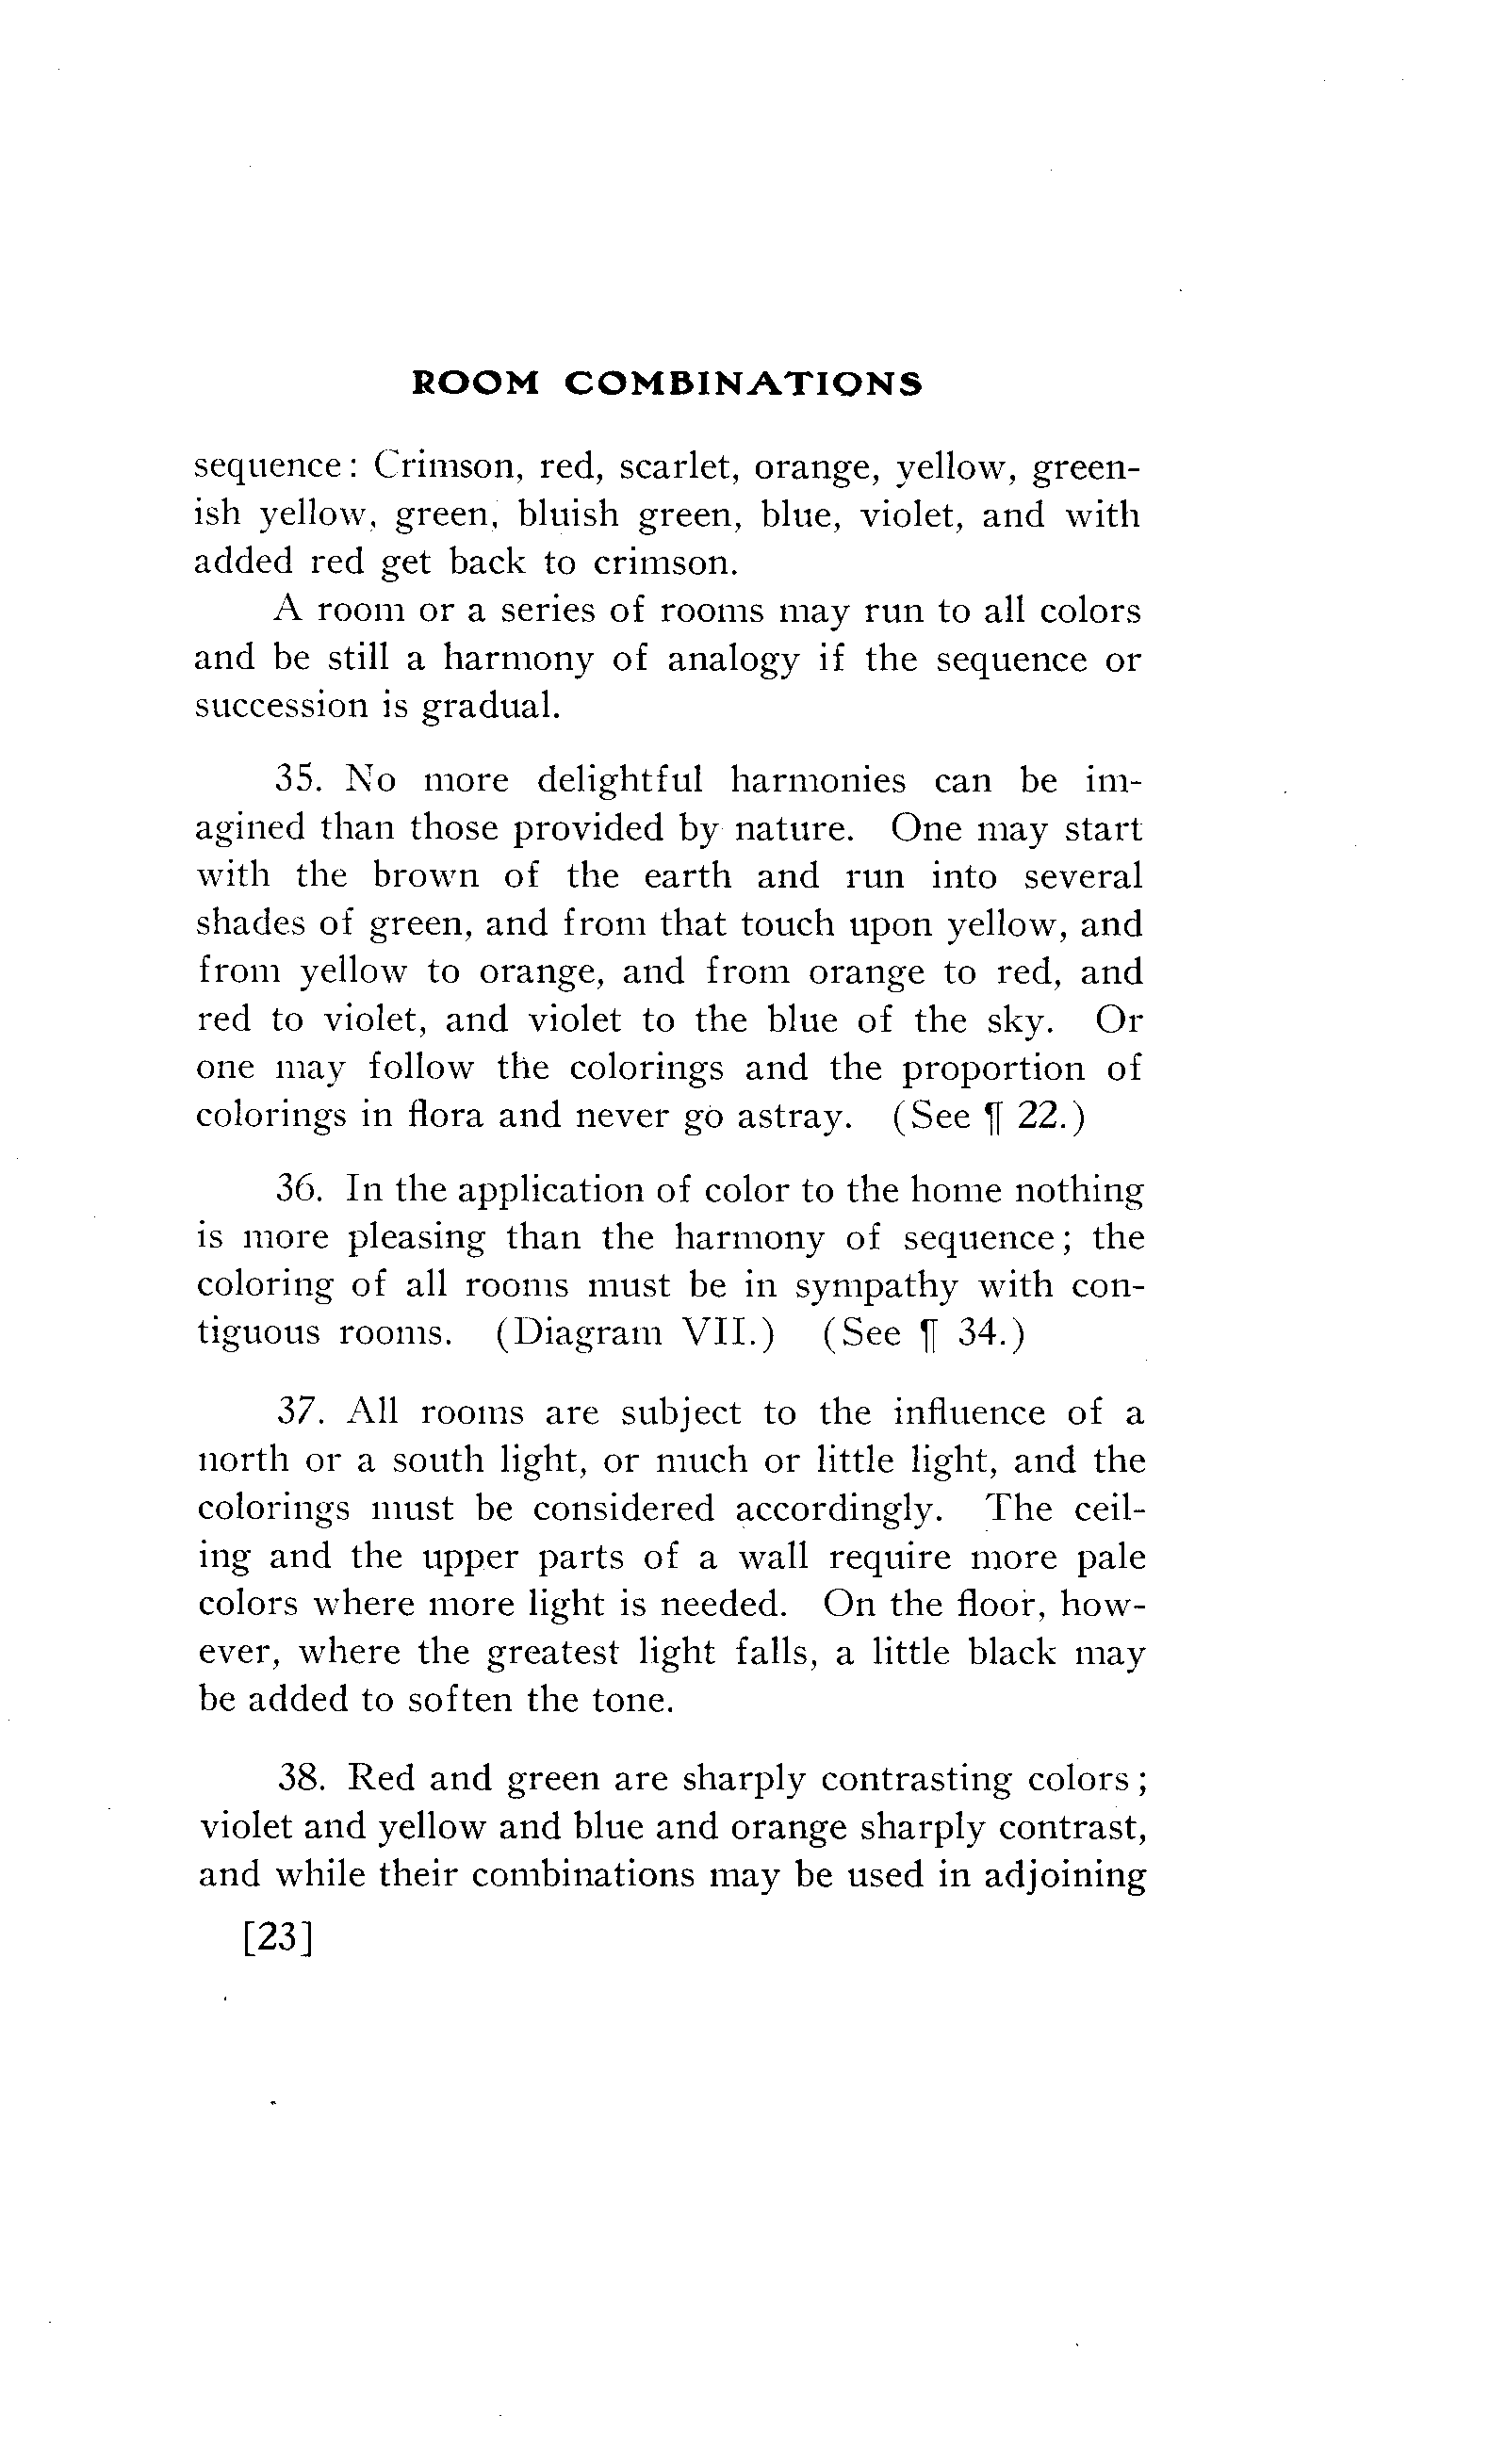 ROOM COMBINATIONS
sequence: Crimson, red, scarlet, orange, yellow, green-
ish yellow, green, bluish green, blue, violet, and with
added red get back to crimson.
A room or a series of rooms may run to all colors
and be still a harmony of analogy if the sequence or
succession is gradual.
35. No more delightful harmonies can be im-
agined than those provided by nature. One may start
with the brown of the earth and run into several
shades of green, and from that touch upon yellow, and
from yellow to orange, and from orange to red, and
red to violet, and violet to the blue of the sky. Or
one may follow the colorings and the proportion of
colorings in flora and never go astray. (See ¶ 22.)
36. In the application of color to the home nothing
is more pleasing than the harmony of sequence; the
coloring of all rooms must be in sympathy with con-
tiguous rooms. (Diagram VII.) (See ¶ 34.)
37. All rooms are subject to the influence of a
north or a south light, or much or little light, and the
colorings must be considered accordingly. The ceil-
ing and the upper parts of a wall require more pale
colors where more light is needed. On the floor, how-
ever, where the greatest light falls, a little black may
be added to soften the tone.
38. Red and green are sharply contrasting colors;
violet and yellow and blue and orange sharply contrast,
and while their combinations may be used in adjoining
[23]